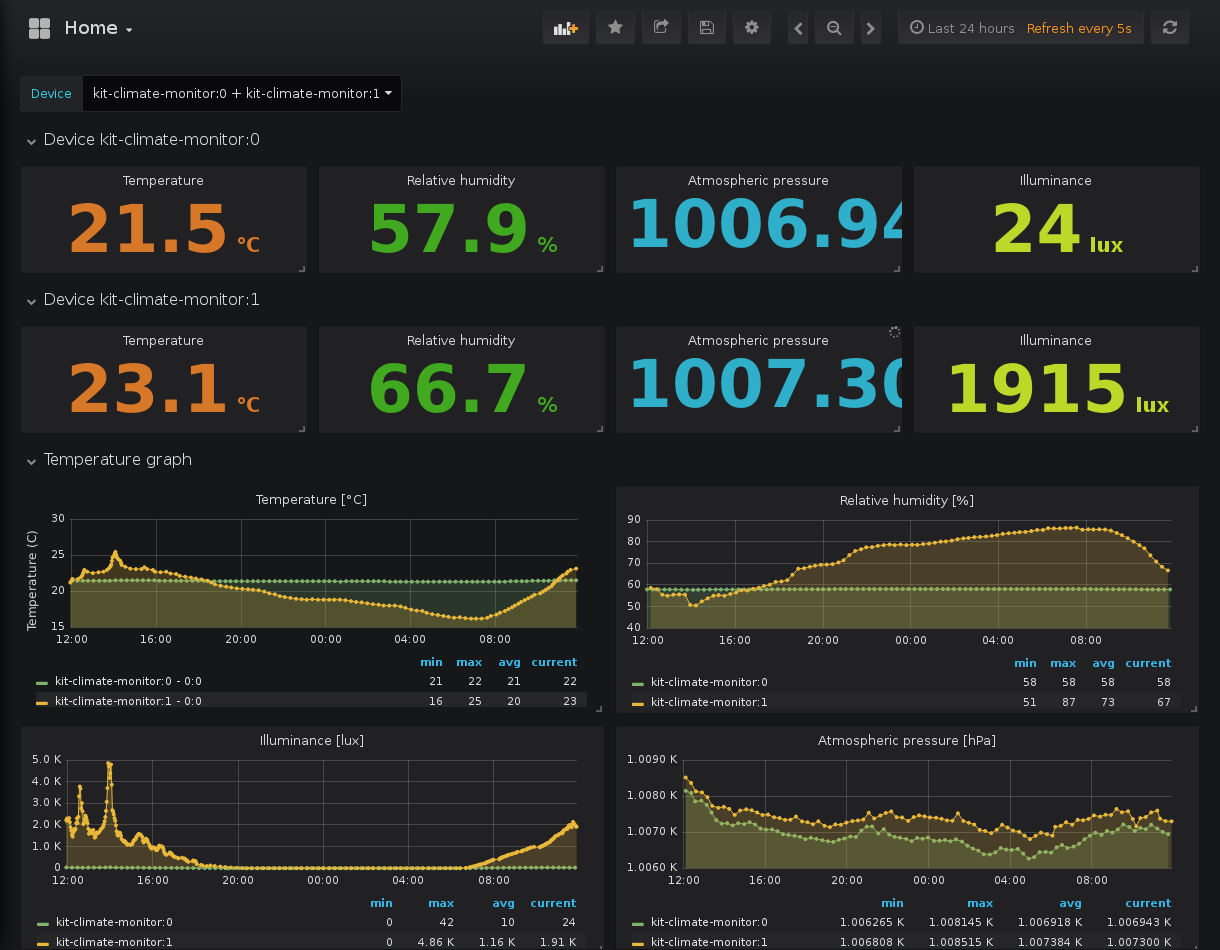 Home
Last 24 hours Refresh every 5s
Device kit-climate-monitor:0 + kit-climate-monitor:1
Device kit-climate-monitor:0
Temperature Relative humidity Atmospheric pressure Illuminance
21.5 °C 57.9 % 1006.94 24 lux
Device kit-climate-monitor:1
Temperature Relative humidity Atmospheric pressure Illuminance
23.1 °C 66.7 % 1007.30 1915 lux
Temperature graph
Temperature [°C]
Temperature (C)
30
25
20
15
12:00 16:00 20:00 00:00 04:00 08:00
min max avg current
kit-climate-monitor:0 - 0:0 21 22 21 22
kit-climate-monitor:1 - 0:0 16 25 20 23
Relative humidity [%]
90
80
70
60
50
40
12:00 16:00 20:00 00:00 04:00 08:00
min max avg current
kit-climate-monitor:0 58 58 58 58
kit-climate-monitor:1 51 87 73 67
Illuminance [lux]
5.0 K
4.0 K
3.0 K
2.0 K
1.0 K
0
12:00 16:00 20:00 00:00 04:00 08:00
min max avg current
kit-climate-monitor:0 0 42 10 24
kit-climate-monitor:1 0 4.86 K 1.16 K 1.91 K
Atmospheric pressure [hPa]
1.0090 K
1.0080 K
1.0070 K
1.0060 K
12:00 16:00 20:00 00:00 04:00 08:00
min max avg current
kit-climate-monitor:0 1.006265 K 1.008145 K 1.006918 K 1.006943 K
kit-climate-monitor:1 1.006808 K 1.008515 K 1.007384 K 1.007300 K